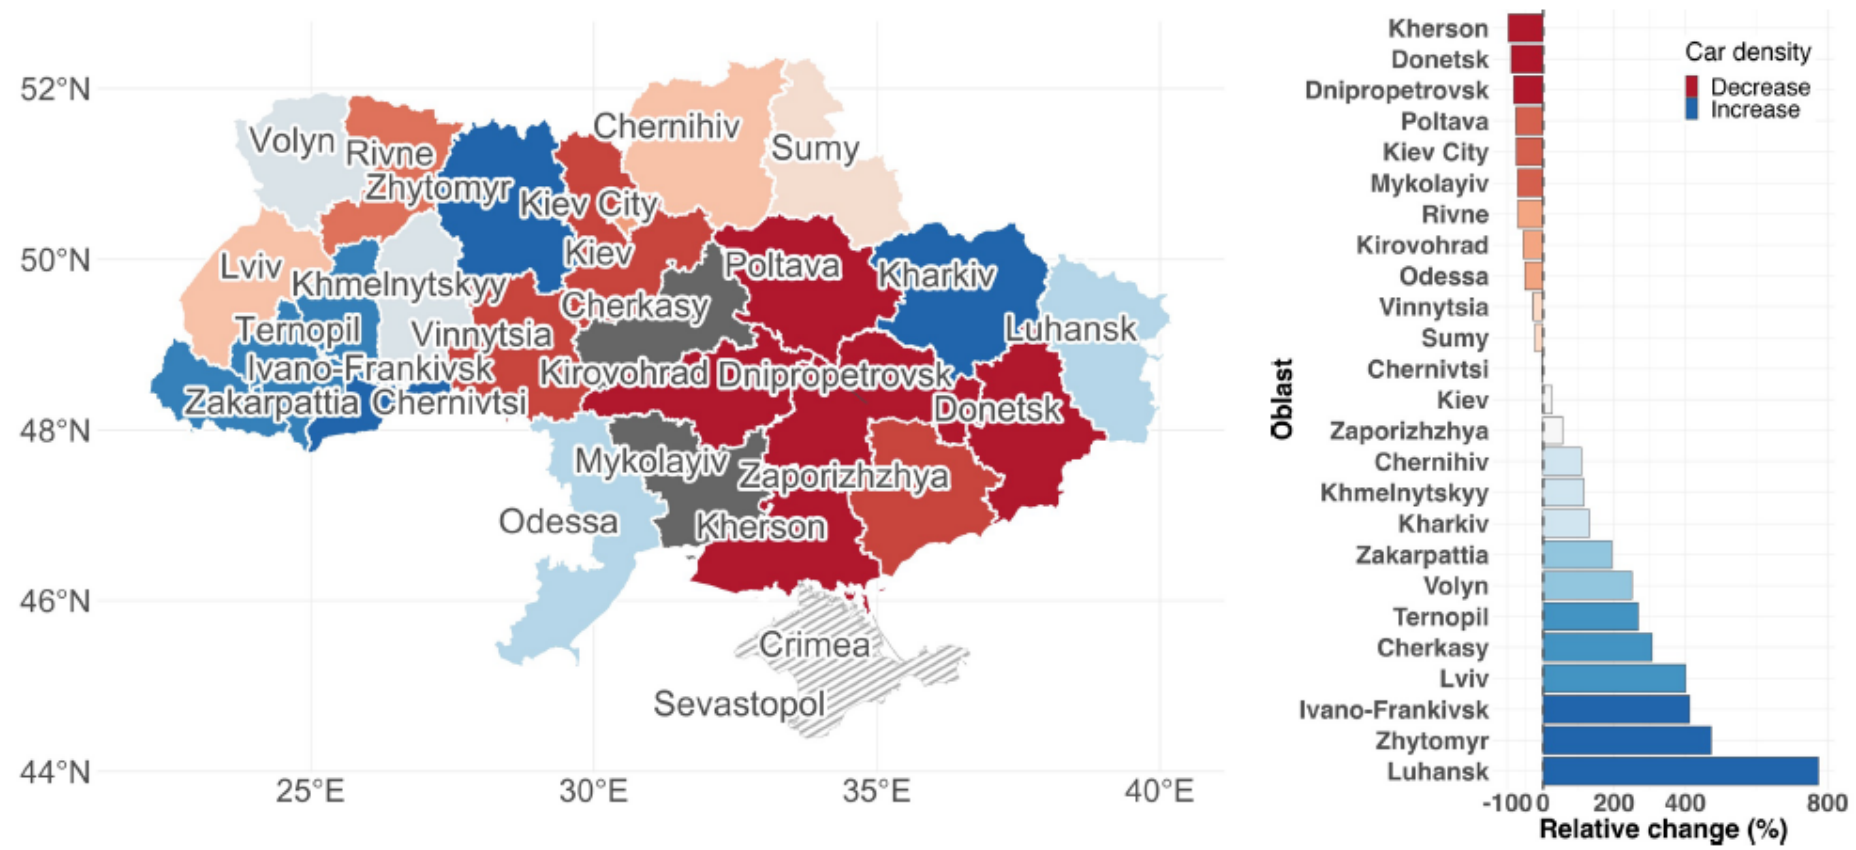 52°N
50°N
48°N
46°N
44°N
25°E
30°E
35°E
40°E
Volyn
Rivne
Zhytomyr
Chernihiv
Sumy
Kiev City
Kiev
Lviv
Khmelnytskyy
Poltava
Kharkiv
Cherkasy
Luhansk
Ternopil
Vinnytsia
Ivano-Frankivsk
Kirovohrad
Dnipropetrovsk
Zakarpattia
Chernivtsi
Donetsk
Mykolayiv
Zaporizhzhya
Odessa
Kherson
Crimea
Sevastopol
Oblast
Kherson
Donetsk
Dnipropetrovsk
Poltava
Kiev City
Mykolayiv
Rivne
Kirovohrad
Odessa
Vinnytsia
Sumy
Chernivtsi
Kiev
Zaporizhzhya
Chernihiv
Khmelnytskyy
Kharkiv
Zakarpattia
Volyn
Ternopil
Cherkasy
Lviv
Ivano-Frankivsk
Zhytomyr
Luhansk
-100 0 200 400 800
Relative change (%)
Car density
Decrease
Increase